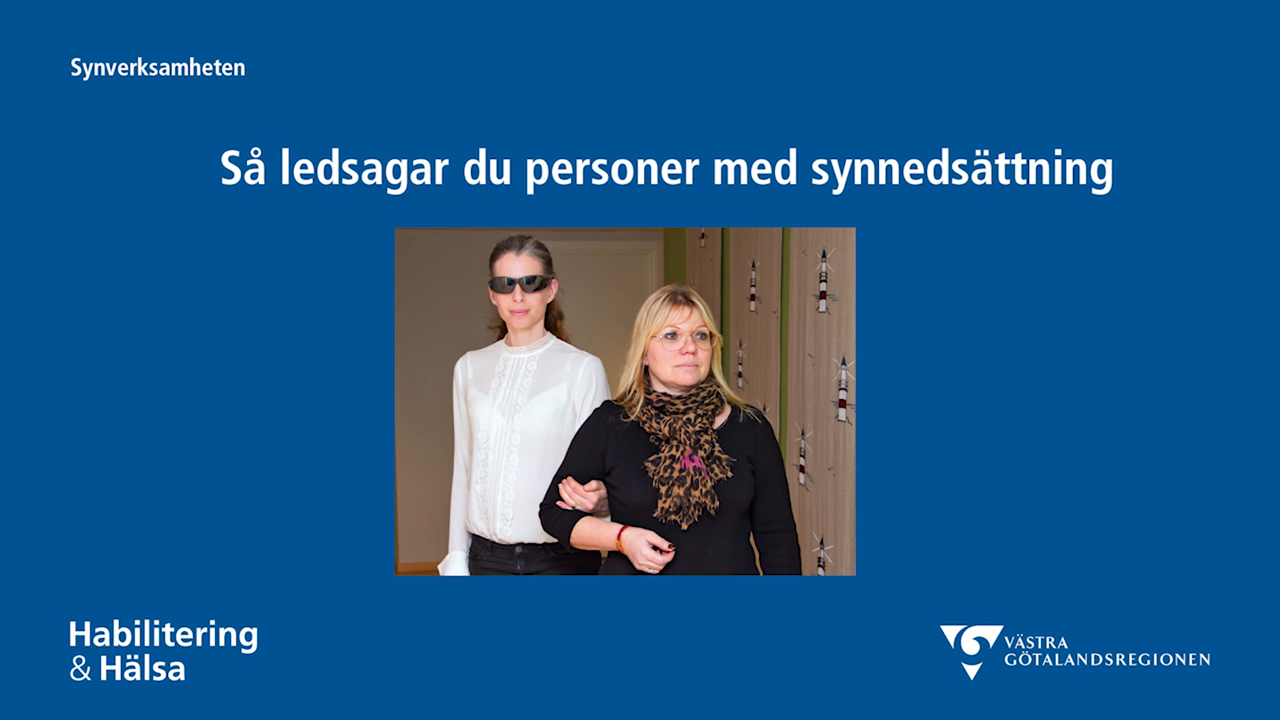 Synverksamheten
Så ledsagar du personer med synnedsättning
Habilitering
& Hälsa
VÄSTRA
GÖTALANDSREGIONEN